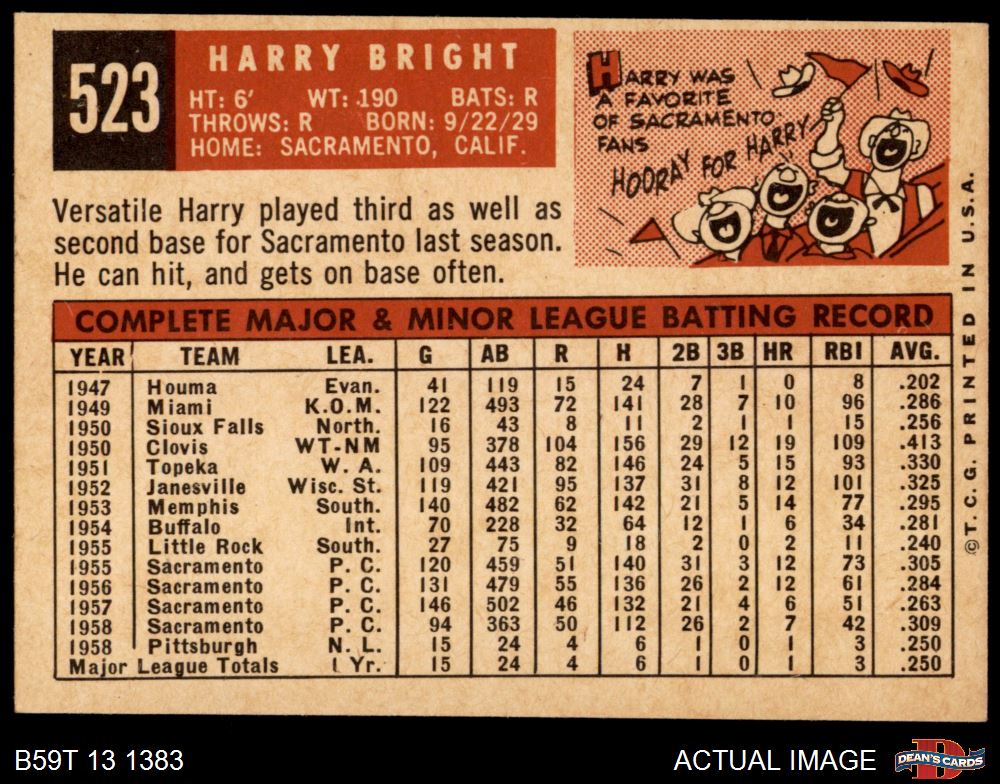 523
HARRY BRIGHT
HT: 6' WT: 190 BATS: R
THROWS: R BORN: 9/22/29
HOME: SACRAMENTO, CALIF.
HARRY WAS
A FAVORITE
OF SACRAMENTO
FANS
HOORAY FOR HARRY
Versatile Harry played third as well as
second base for Sacramento last season.
He can hit, and gets on base often.
COMPLETE MAJOR & MINOR LEAGUE BATTING RECORD
YEAR TEAM LEA. G AB R H 2B 3B HR RBI AVG.
1947 Houma Evan. 41 119 15 24 7 1 0 8 .202
1949 Miami K.O.M. 122 493 72 141 28 7 10 96 .286
1950 Sioux Falls North. 16 43 8 11 2 1 1 15 .256
1950 Clovis WT-NM 95 378 104 156 29 12 19 109 .413
1951 Topeka W. A. 109 443 82 146 24 5 15 93 .330
1952 Janesville Wisc. St. 119 421 95 137 31 8 12 101 .325
1953 Memphis South. 140 482 62 142 21 5 14 77 .295
1954 Buffalo Int. 70 228 32 64 12 1 6 34 .281
1955 Little Rock South. 27 75 9 18 2 0 2 11 .240
1955 Sacramento P. C. 120 459 51 140 31 3 12 73 .305
1956 Sacramento P. C. 131 479 55 136 26 2 12 61 .284
1957 Sacramento P. C. 146 502 46 132 21 4 6 51 .263
1958 Sacramento P. C. 94 363 50 112 26 2 7 42 .309
1958 Pittsburgh N. L. 15 24 4 6 1 0 1 3 .250
Major League Totals 1 Yr. 15 24 4 6 1 0 1 3 .250
© T. C. G. PRINTED IN U.S.A.
B59T 13 1383
ACTUAL IMAGE
DEAN'S CARDS